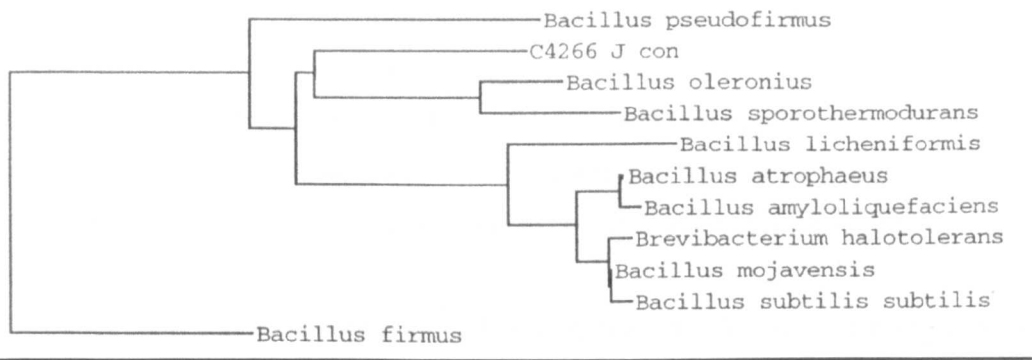 Bacillus pseudofirmus
C4266 J con
Bacillus oleronius
Bacillus sporothermodurans
Bacillus licheniformis
Bacillus atrophaeus
Bacillus amyloliquefaciens
Brevibacterium halotolerans
Bacillus mojavensis
Bacillus subtilis subtilis
Bacillus firmus